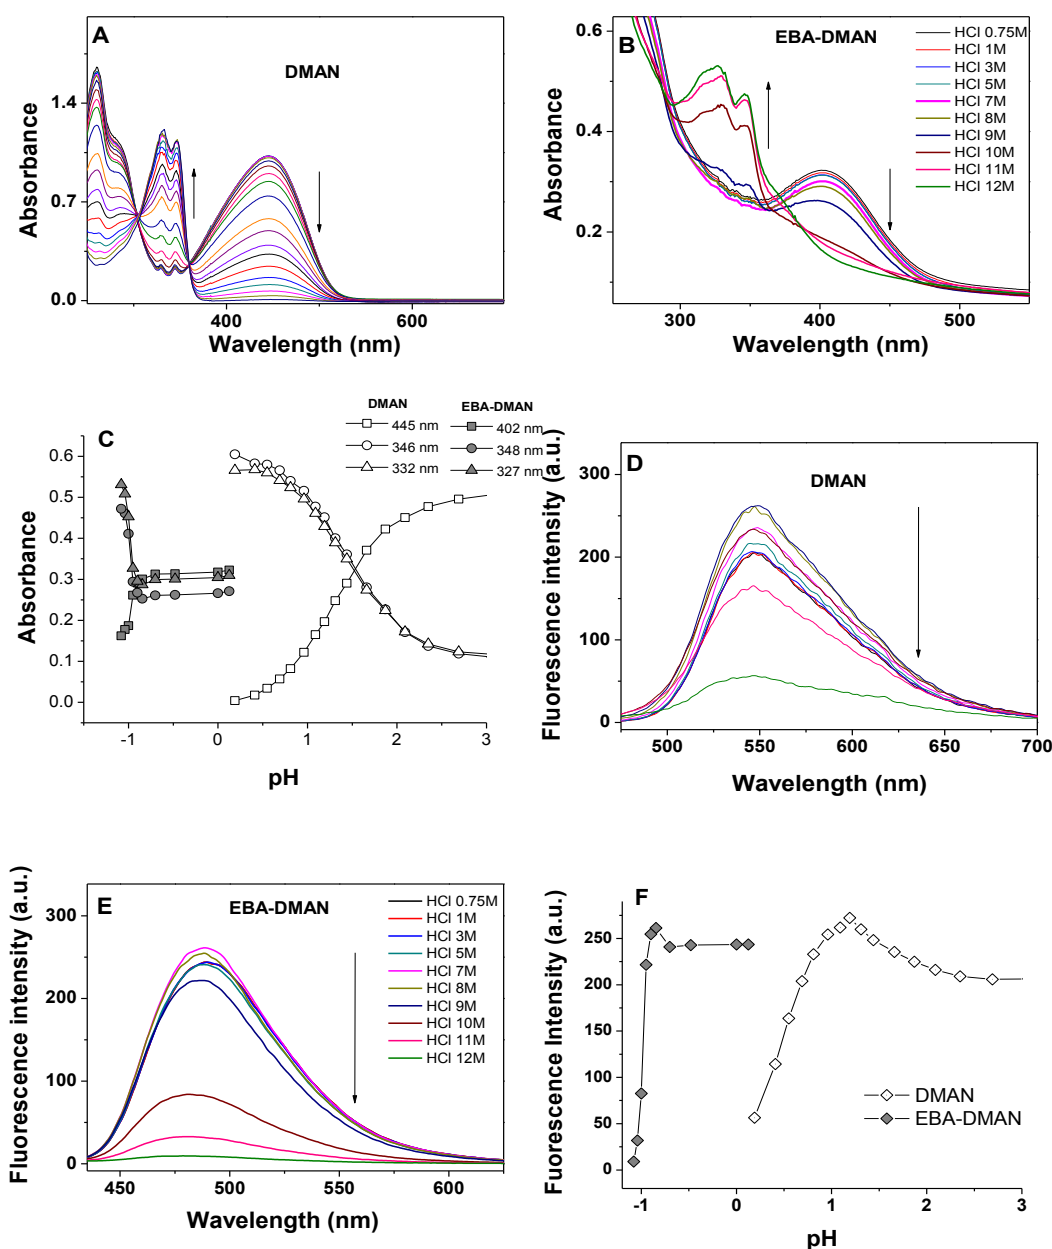 A
DMAN
Absorbance
1.4
0.7
0.0
400
600
Wavelength (nm)
B
EBA-DMAN
HCl 0.75M
HCl 1M
HCl 3M
HCl 5M
HCl 7M
HCl 8M
HCl 9M
HCl 10M
HCl 11M
HCl 12M
Absorbance
0.6
0.4
0.2
300
400
500
Wavelength (nm)
C
DMAN
445 nm
346 nm
332 nm
EBA-DMAN
402 nm
348 nm
327 nm
Absorbance
0.6
0.5
0.4
0.3
0.2
0.1
0.0
-1
0
1
2
3
pH
D
DMAN
Fluorescence intensity (a.u.)
300
200
100
0
500
550
600
650
700
Wavelength (nm)
E
EBA-DMAN
HCl 0.75M
HCl 1M
HCl 3M
HCl 5M
HCl 7M
HCl 8M
HCl 9M
HCl 10M
HCl 11M
HCl 12M
Fluorescence intensity (a.u.)
300
200
100
0
450
500
550
600
Wavelength (nm)
F
DMAN
EBA-DMAN
Fuorescence Intensity (a.u.)
300
250
200
150
100
50
0
-1
0
1
2
3
pH